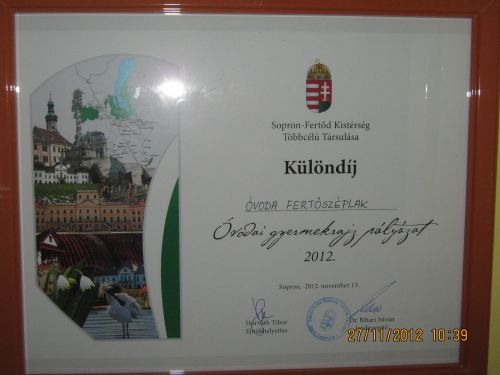 Sopron-Fertőd Kistérség
Többcélú Társulása
Különdíj
ÓVODA FERTŐSZÉPLAK
Óvodai gyermekrajz pályázat
2012.
Sopron, 2012. november 13.
Horváth Tibor
Elnökhelyettes
Dr. Bihari István
27/11/2012 10:39